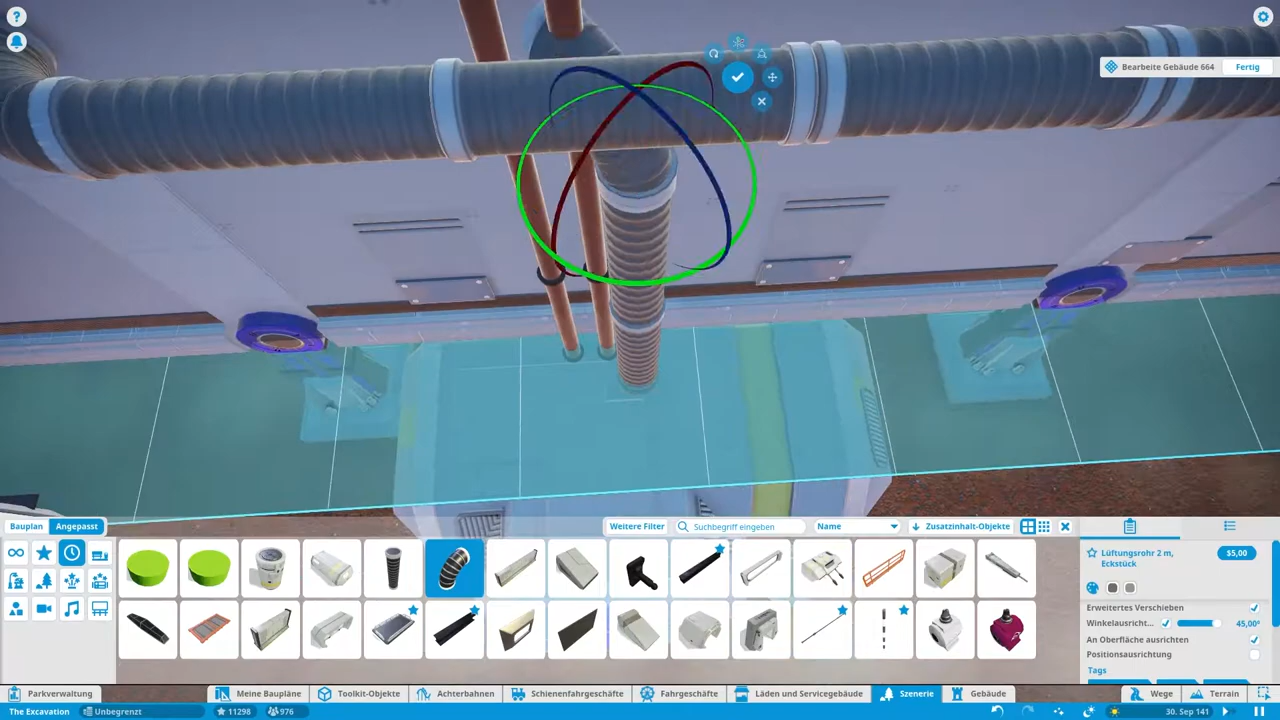 ?
Bearbeite Gebäude 664 Fertig
Bauplan Angepasst
Weitere Filter Suchbegriff eingeben Name Zusatzinhalt-Objekte
Lüftungsrohr 2 m, Eckstück $5,00
Erweitertes Verschieben
Winkelausricht... 45,00°
An Oberfläche ausrichten
Positionsausrichtung
Tags
Parkverwaltung Meine Baupläne Toolkit-Objekte Achterbahnen Schienenfahrgeschäfte Fahrgeschäfte Läden und Servicegebäude Szenerie Gebäude Wege Terrain
The Excavation Unbegrenzt 11298 976 30. Sep 141